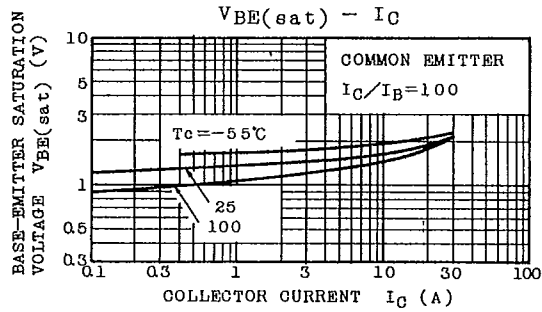 VBE(sat) – IC
BASE-EMITTER SATURATION
VOLTAGE VBE(sat) (V)
10
5
3
1
0.5
0.3
COMMON EMITTER
IC/IB=100
Tc=-55℃
25
100
0.1
0.3
1
3
10
30
100
COLLECTOR CURRENT IC (A)